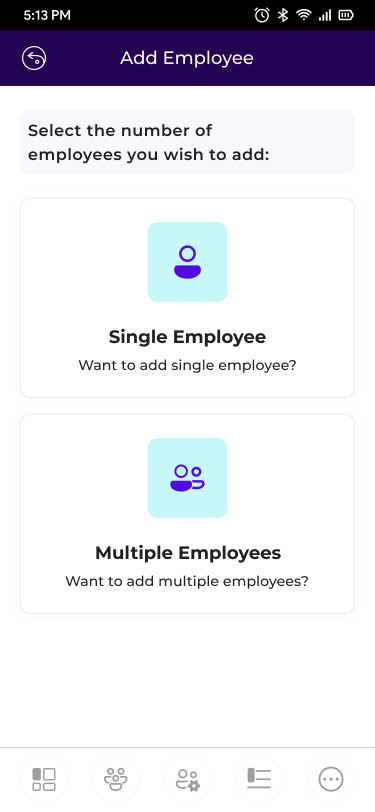 5:13 PM
Add Employee
Select the number of
employees you wish to add:
Single Employee
Want to add single employee?
Multiple Employees
Want to add multiple employees?